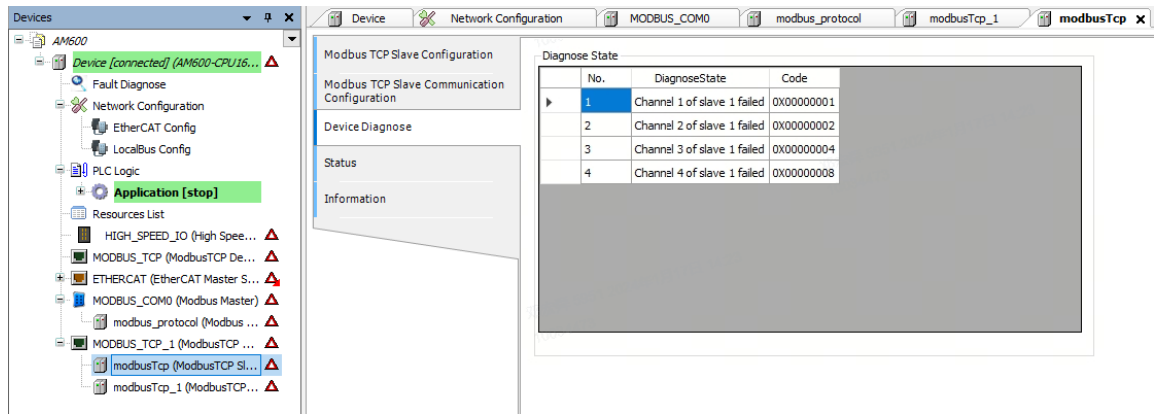 Devices
AM600
Device [connected] (AM600-CPU16...
Fault Diagnose
Network Configuration
EtherCAT Config
LocalBus Config
PLC Logic
Application [stop]
Resources List
HIGH_SPEED_IO (High Spee...
MODBUS_TCP (ModbusTCP De...
ETHERCAT (EtherCAT Master S...
MODBUS_COM0 (Modbus Master)
modbus_protocol (Modbus ...
MODBUS_TCP_1 (ModbusTCP ...
modbusTcp (ModbusTCP Sl...
modbusTcp_1 (ModbusTCP...
Device Network Configuration MODBUS_COM0 modbus_protocol modbusTcp_1 modbusTcp
Modbus TCP Slave Configuration
Modbus TCP Slave Communication
Configuration
Device Diagnose
Status
Information
Diagnose State
No. DiagnoseState Code
1 Channel 1 of slave 1 failed 0X00000001
2 Channel 2 of slave 1 failed 0X00000002
3 Channel 3 of slave 1 failed 0X00000004
4 Channel 4 of slave 1 failed 0X00000008